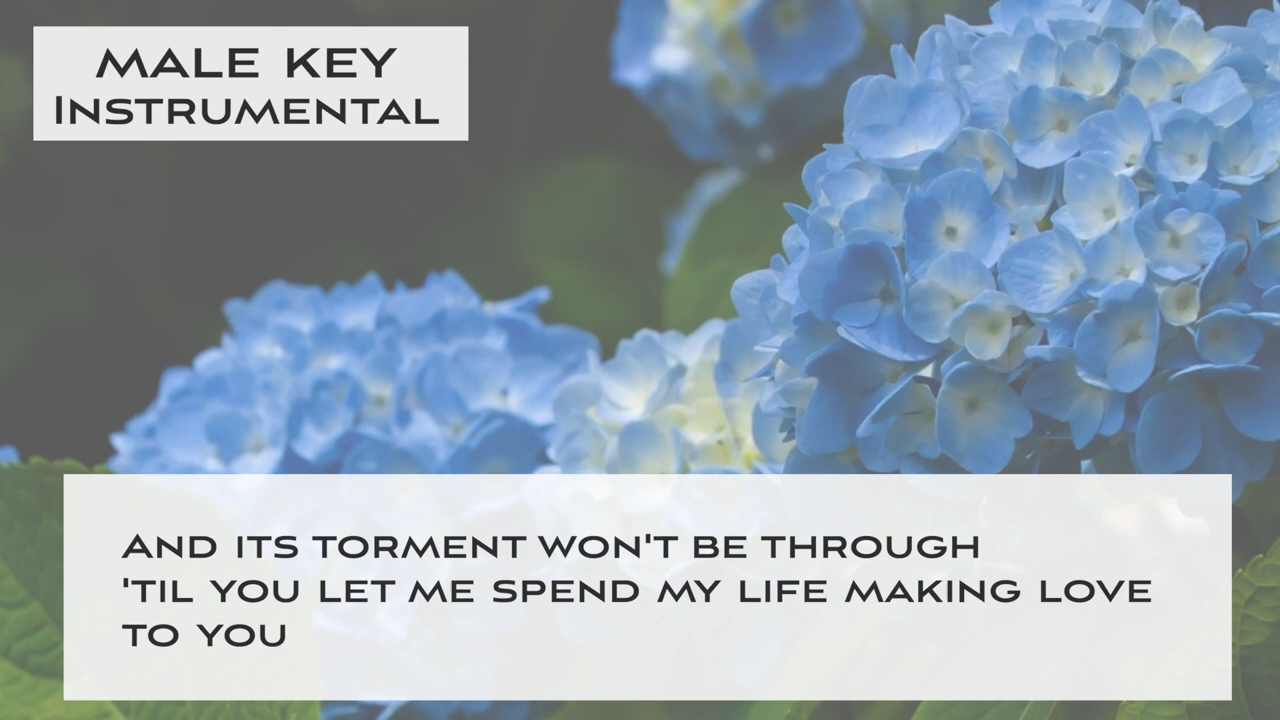 MALE KEY
INSTRUMENTAL
AND ITS TORMENT WON'T BE THROUGH
'TIL YOU LET ME SPEND MY LIFE MAKING LOVE
TO YOU